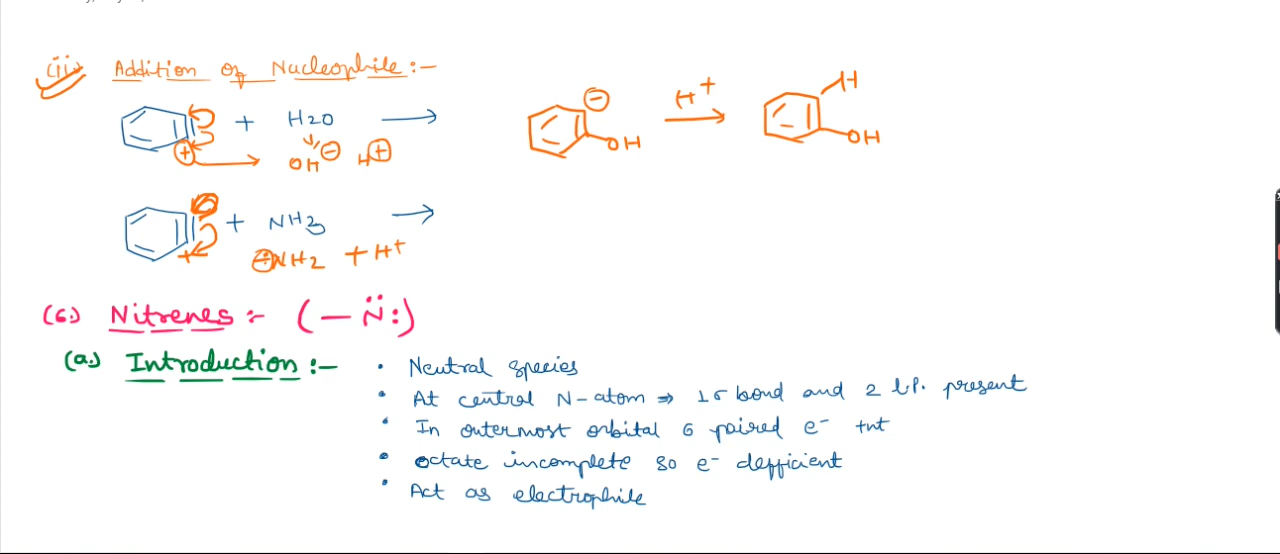 (ii) Addition of Nucleophile :-
+ H2O → ⊖ OH H+ → H OH
⊕ → OH⊖ H⊕
+ NH3 →
+ ⊖NH2 + H+
(6.) Nitrenes :- (– N̈:)
(a.) Introduction :- • Neutral species
• At central N-atom ⇒ 1σ bond and 2 l.P. present
• In outermost orbital 6 paired e- tnt
• octate incomplete so e- defficient
• Act as electrophile